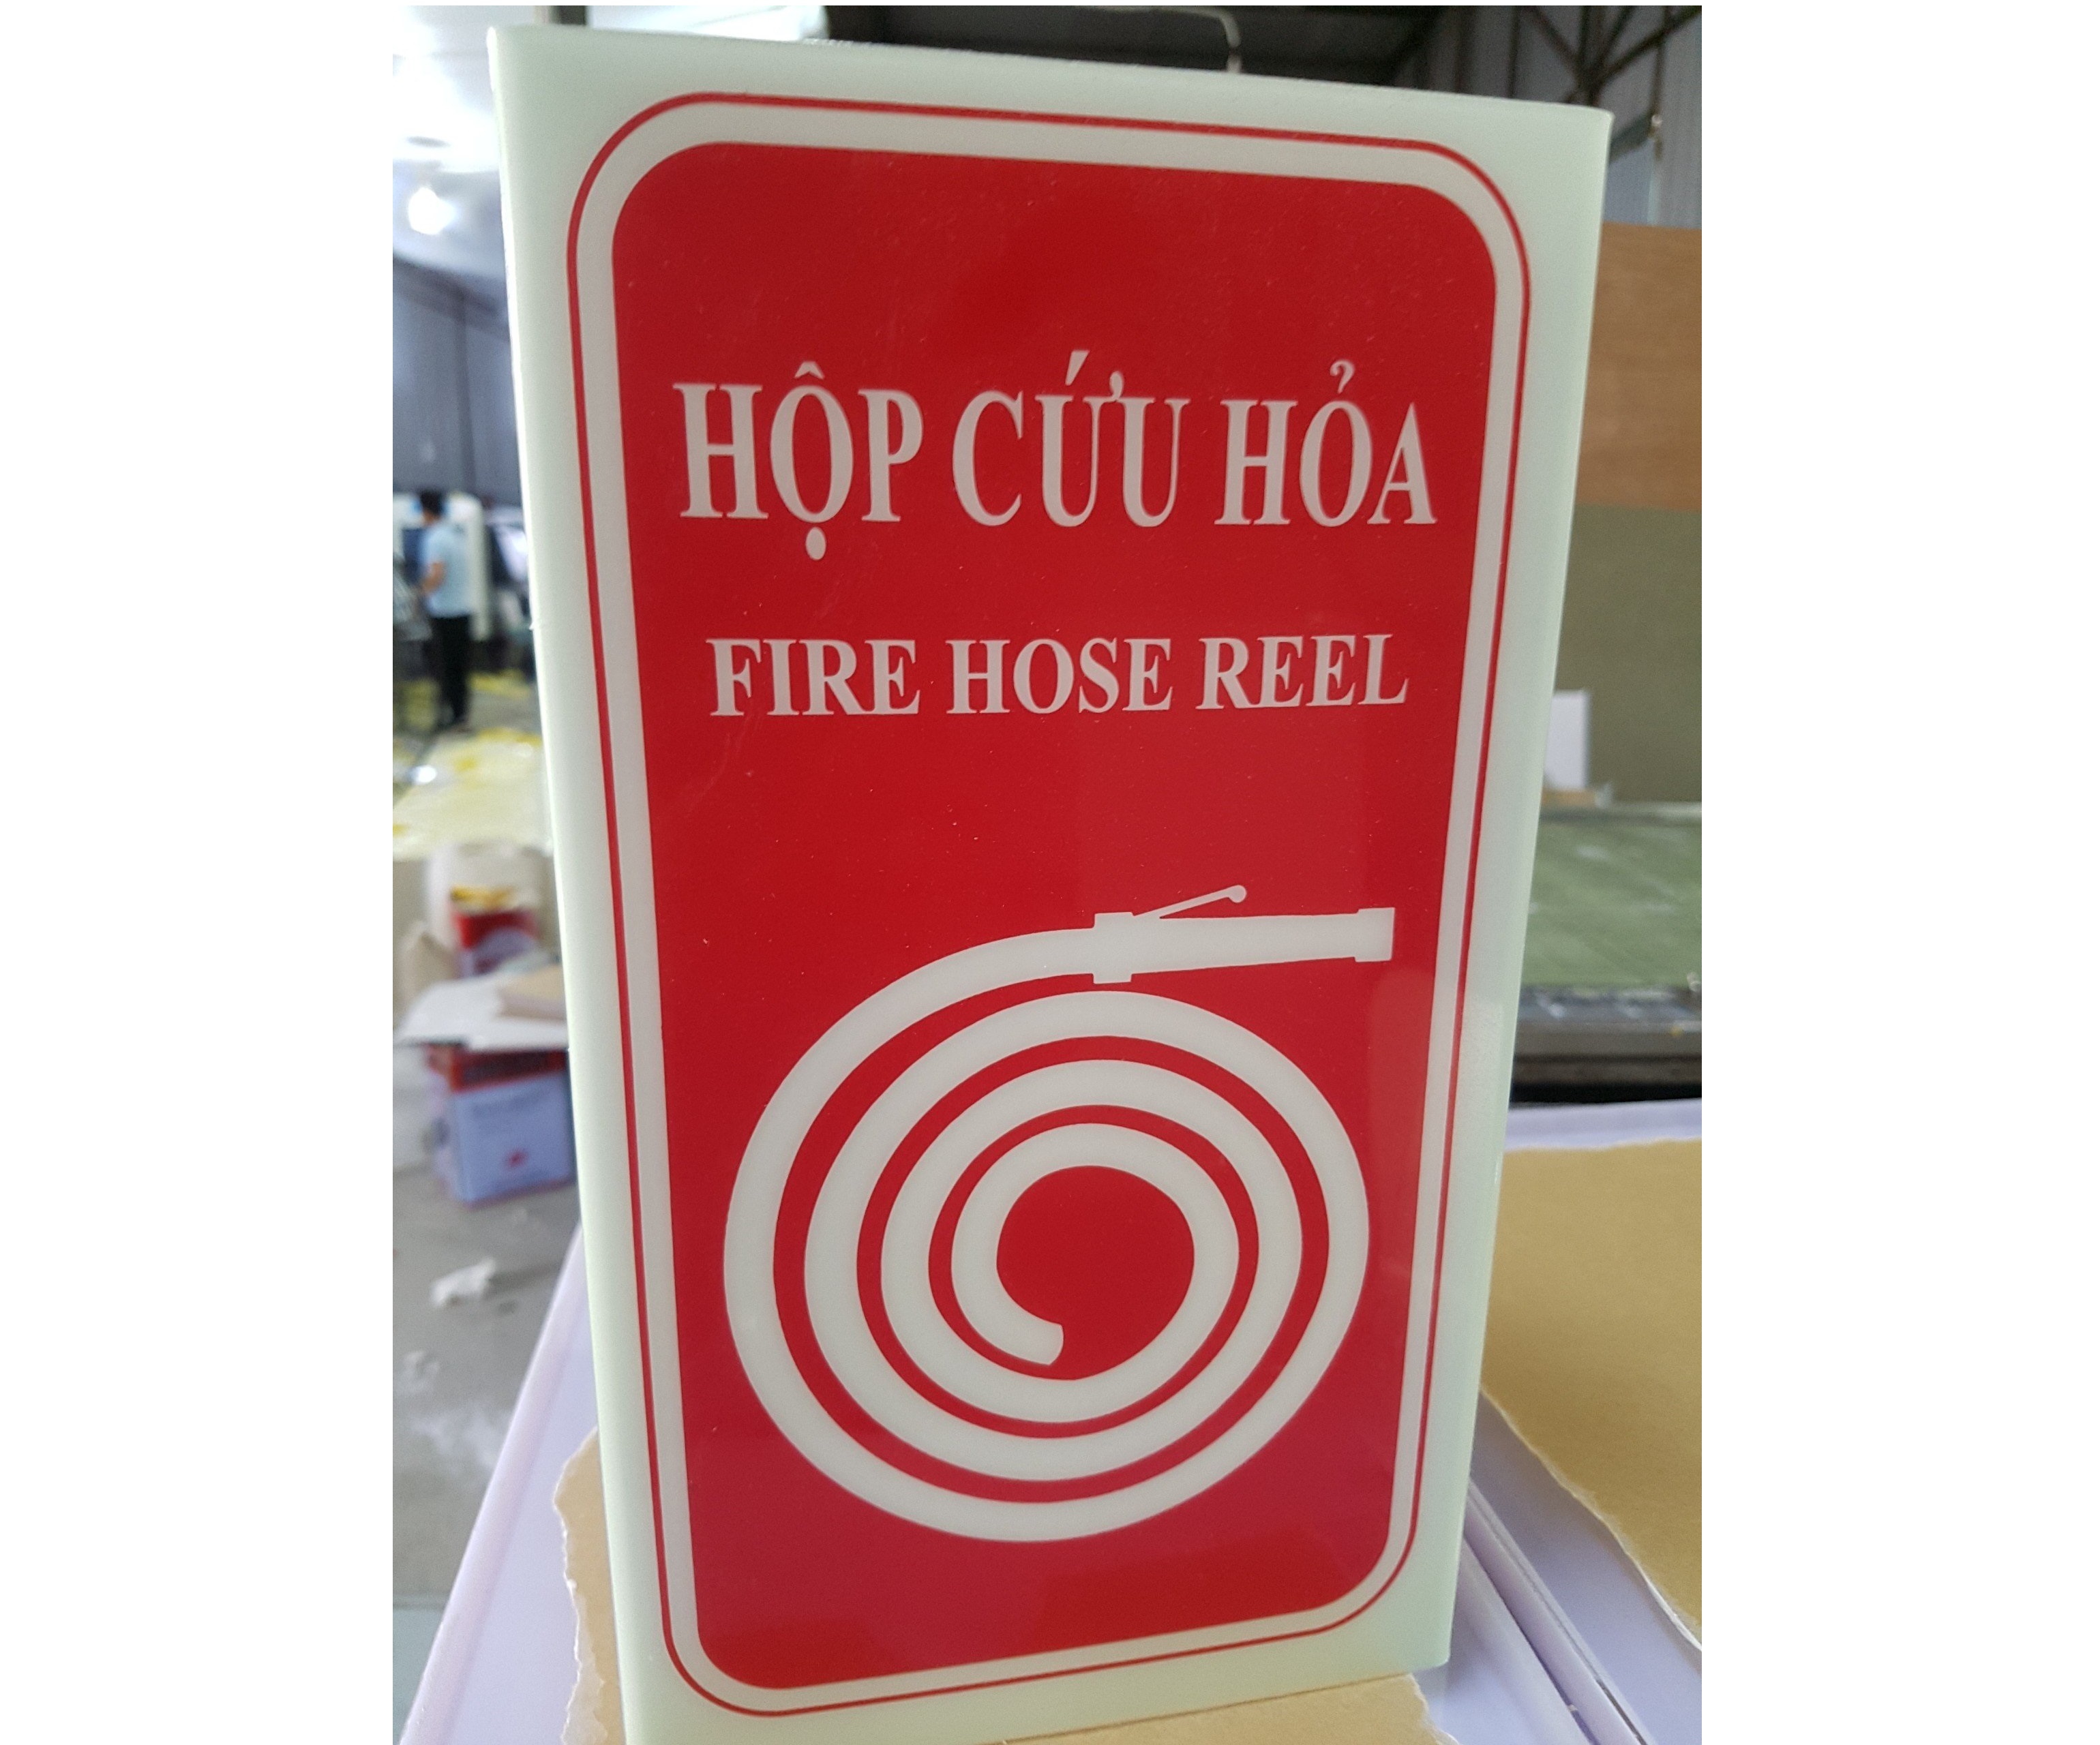 HỘP CỨU HỎA
FIRE HOSE REEL